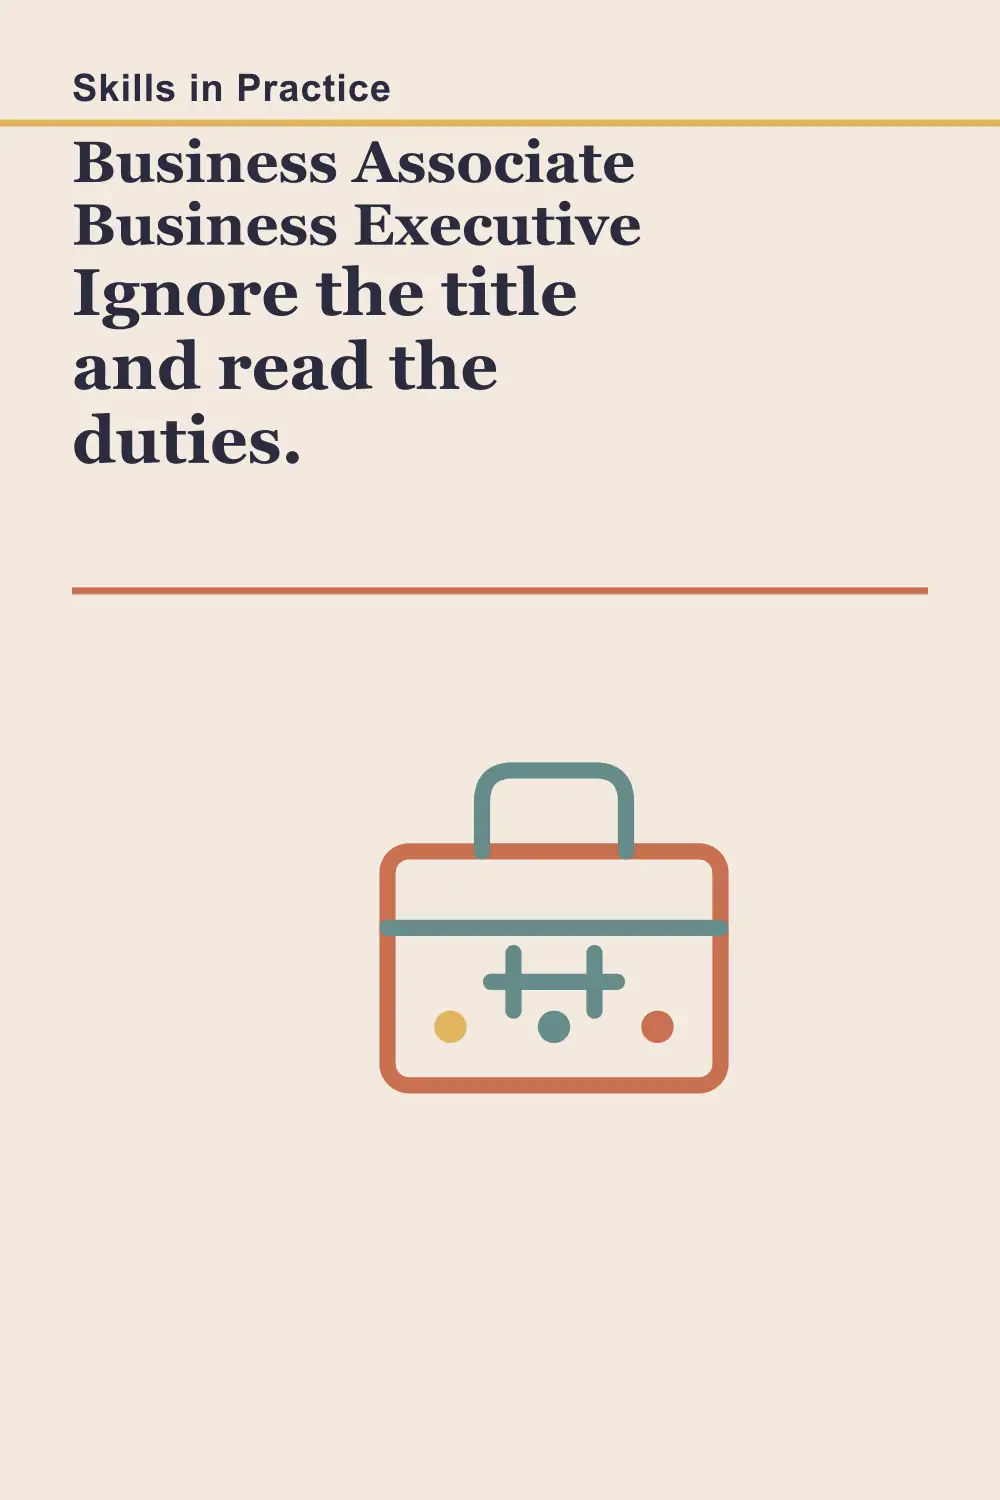 Skills in Practice
Business Associate
Business Executive
Ignore the title
and read the
duties.